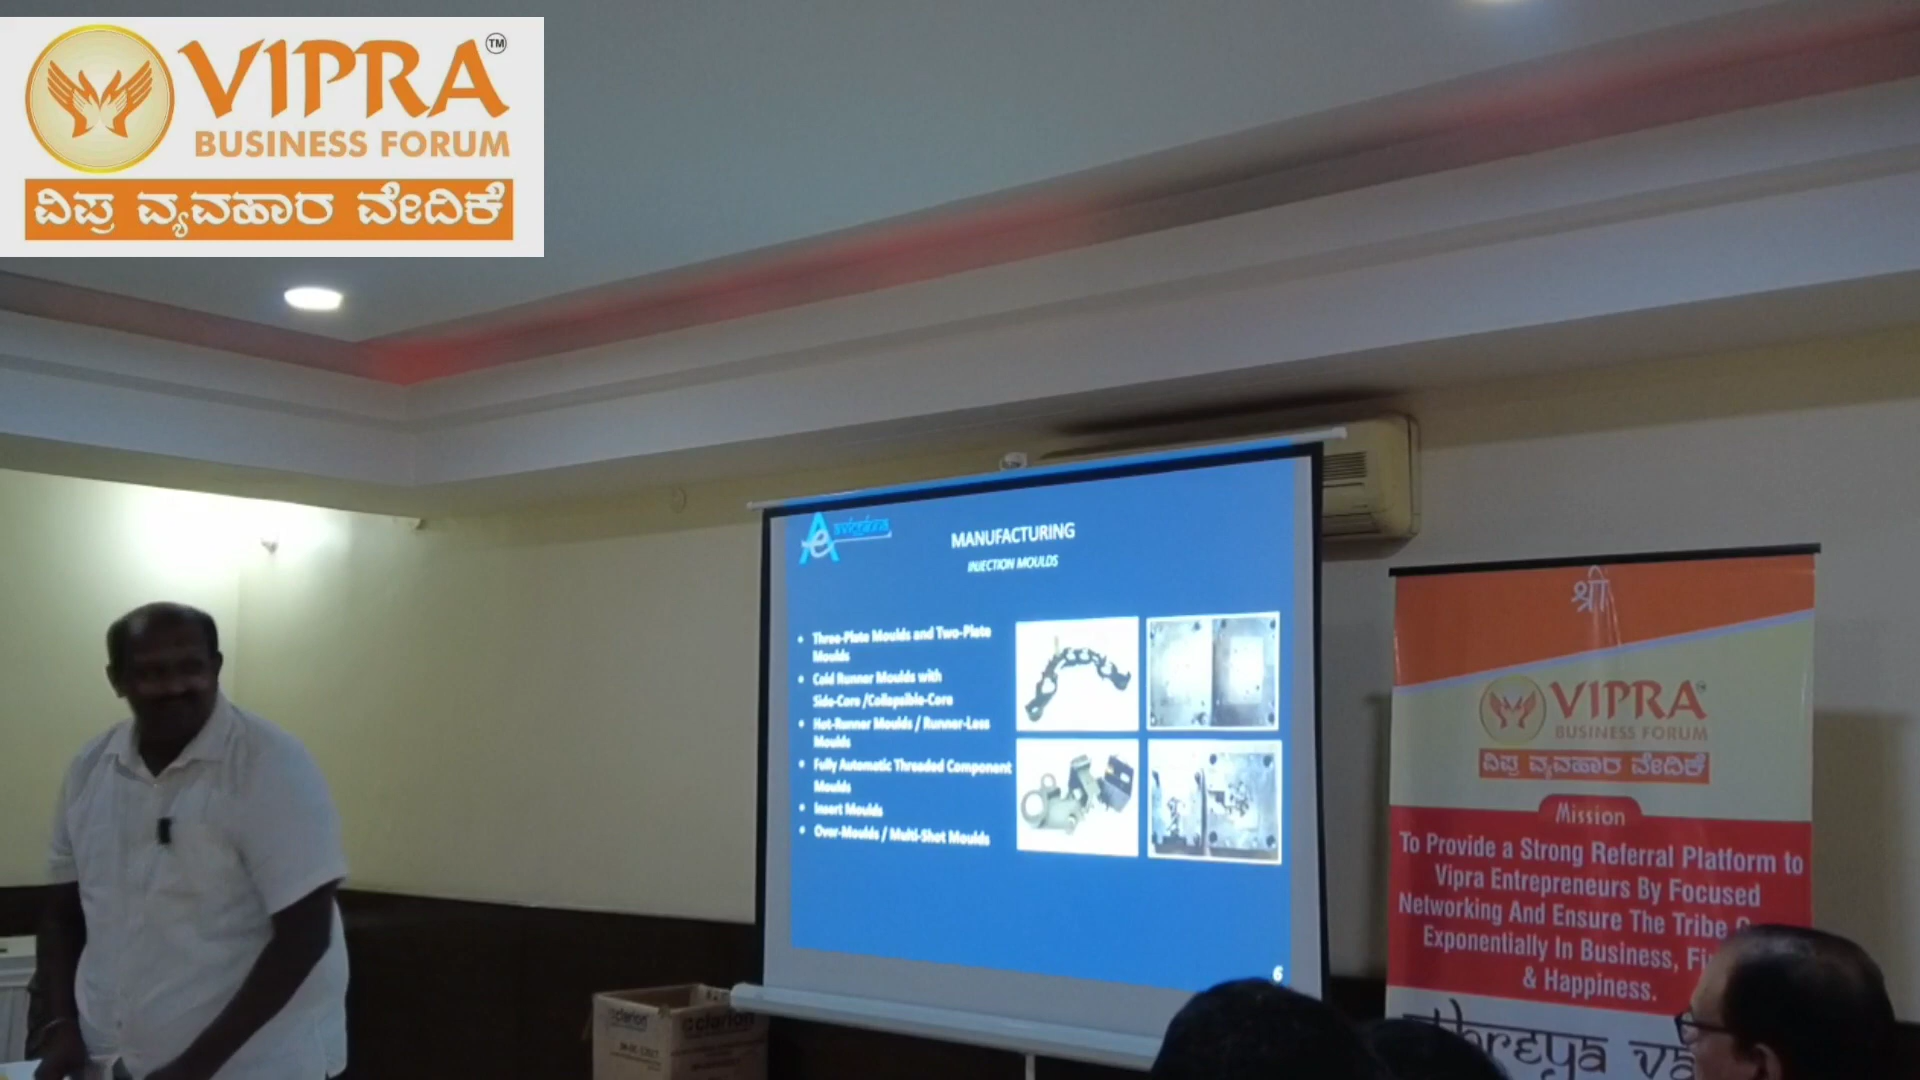 VIPRA TM
BUSINESS FORUM
ವಿಪ್ರ ವ್ಯವಹಾರ ವೇದಿಕೆ
MANUFACTURING
INJECTION MOULDS
• Three-Plate Moulds and Two-Plate
Moulds
• Cold Runner Moulds with
Side-Core /Collapsible-Core
• Hot-Runner Moulds / Runner-Less
Moulds
• Fully Automatic Threaded Component
Moulds
• Insert Moulds
• Over-Moulds / Multi-Shot Moulds
6
श्री
VIPRA
BUSINESS FORUM
ವಿಪ್ರ ವ್ಯವಹಾರ ವೇದಿಕೆ
Mission
To Provide a Strong Referral Platform to
Vipra Entrepreneurs By Focused
Networking And Ensure The Tribe
Exponentially In Business,
& Happiness.
clarion
clarion